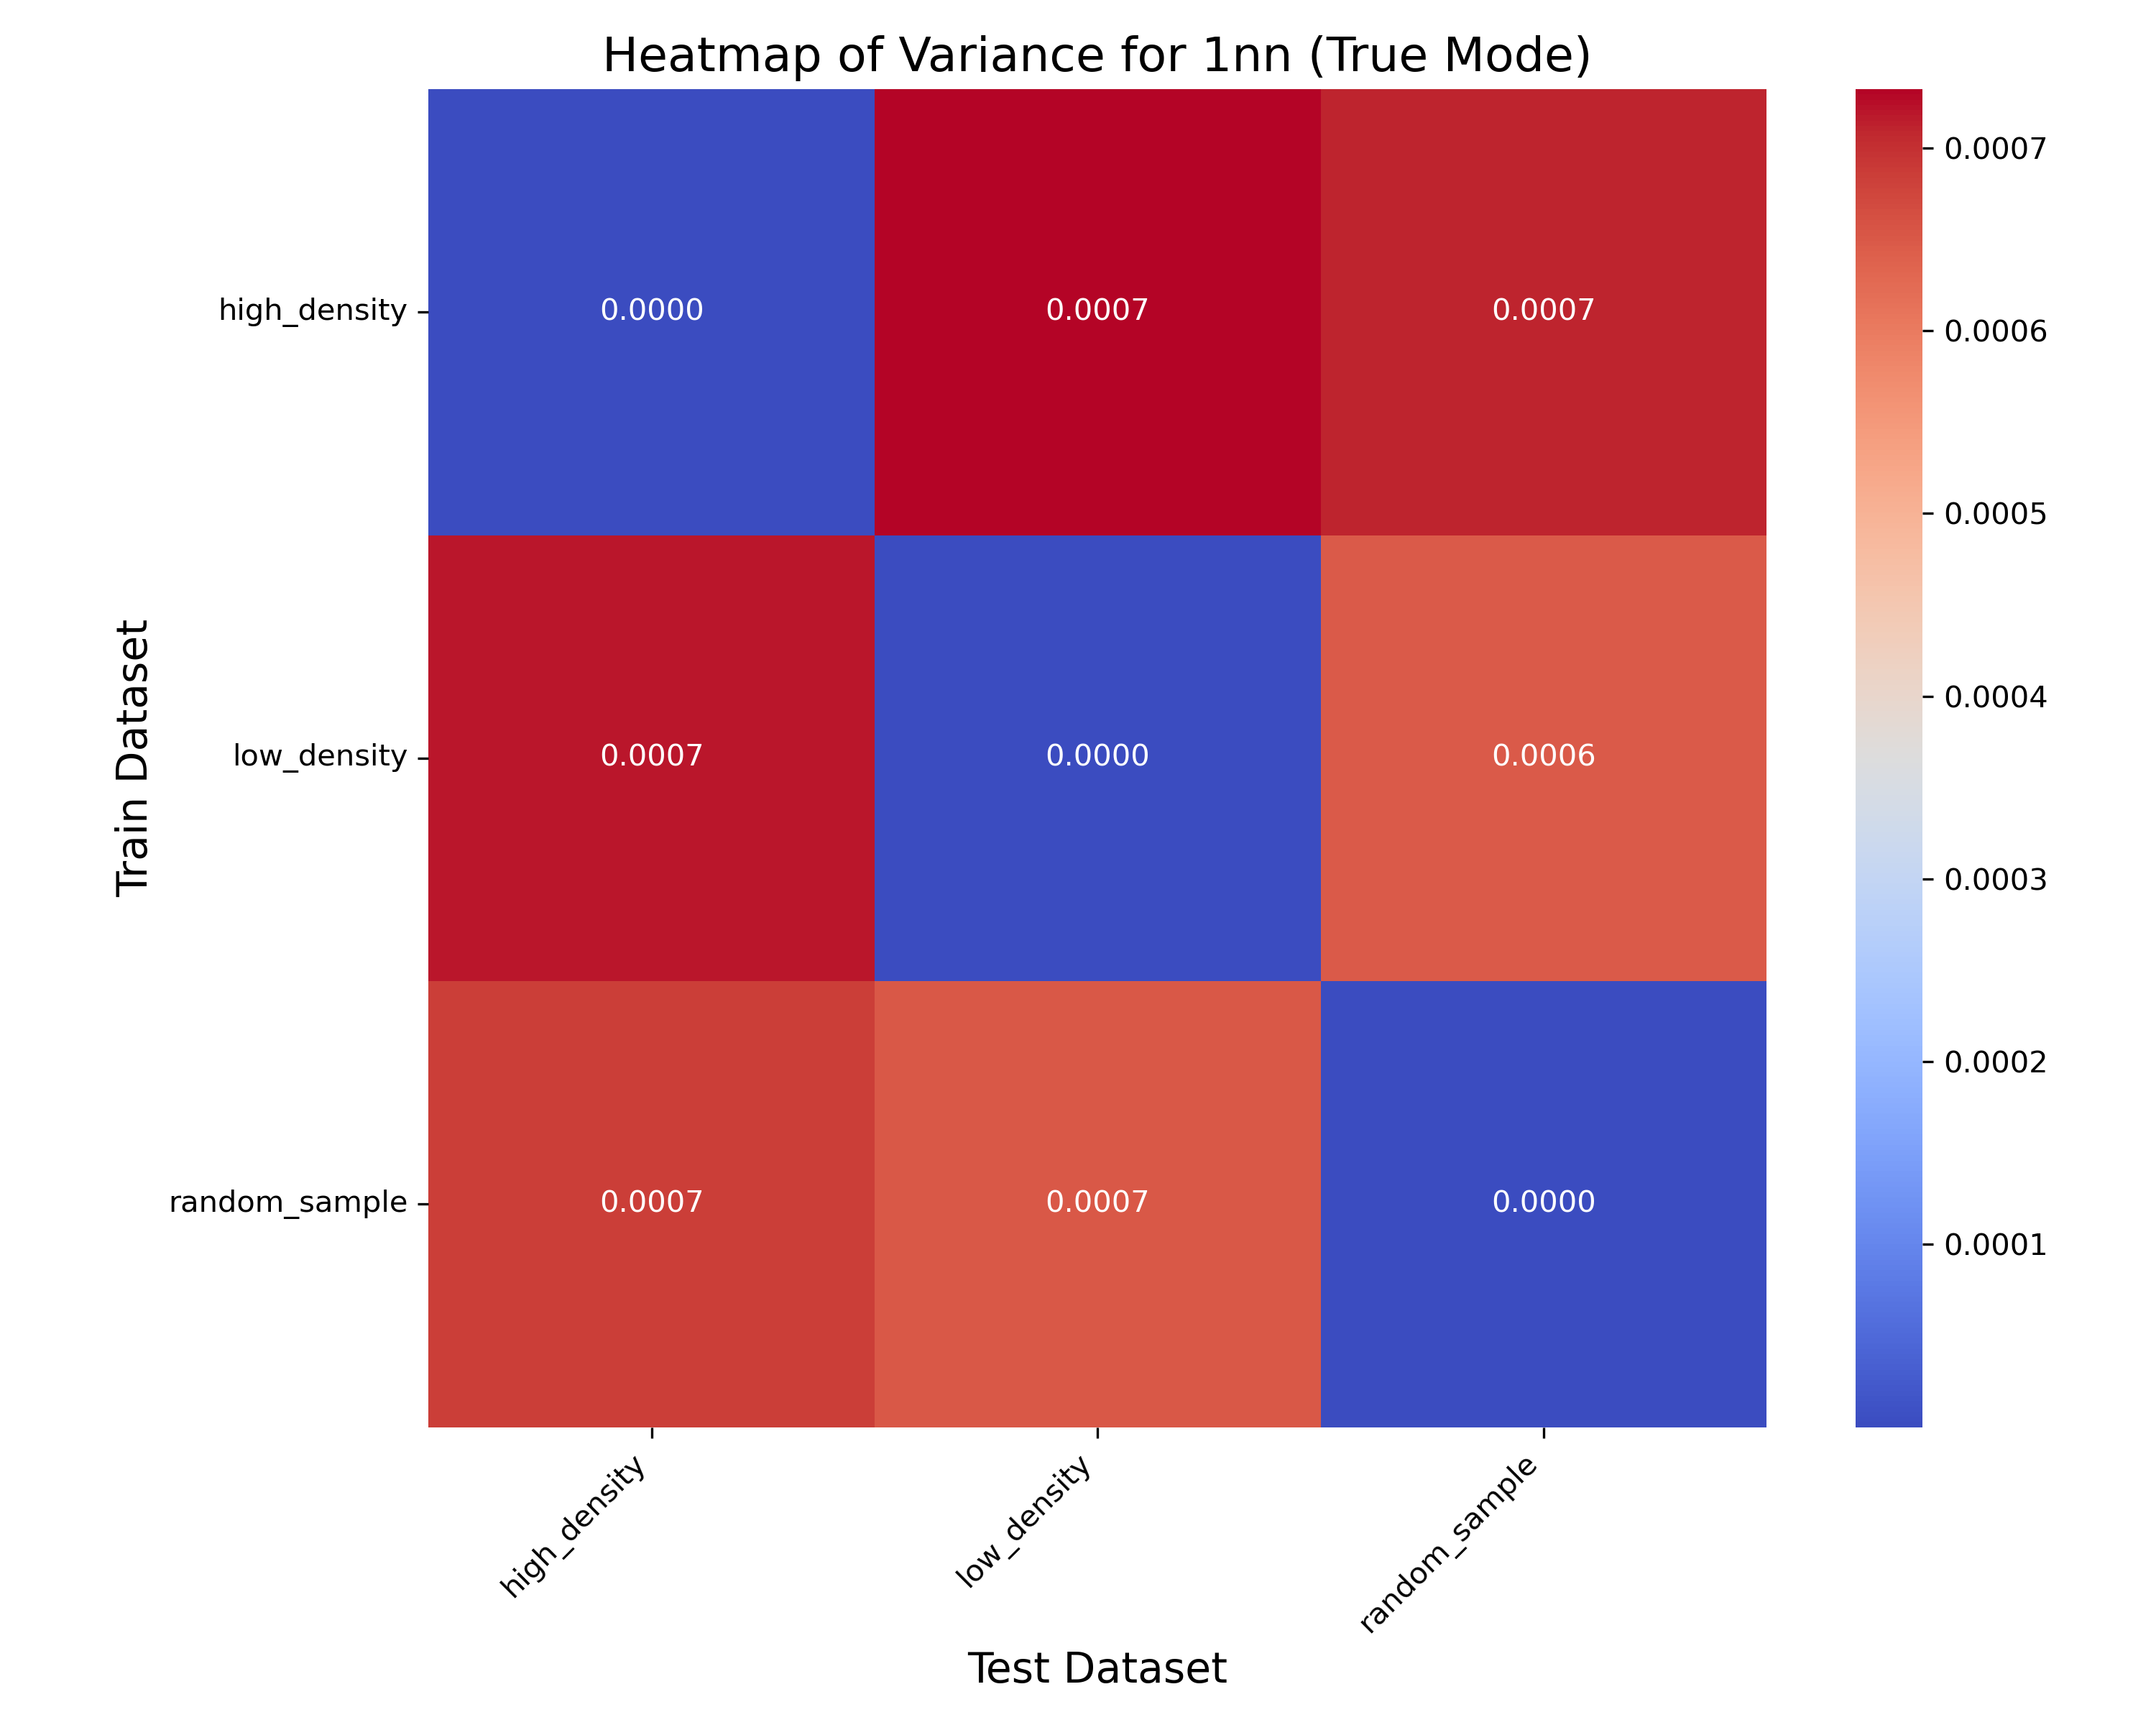 Heatmap of Variance for 1nn (True Mode)
Train Dataset
high_density
0.0000
0.0007
0.0007
low_density
0.0007
0.0000
0.0006
random_sample
0.0007
0.0007
0.0000
high_density
low_density
random_sample
Test Dataset
0.0007
0.0006
0.0005
0.0004
0.0003
0.0002
0.0001